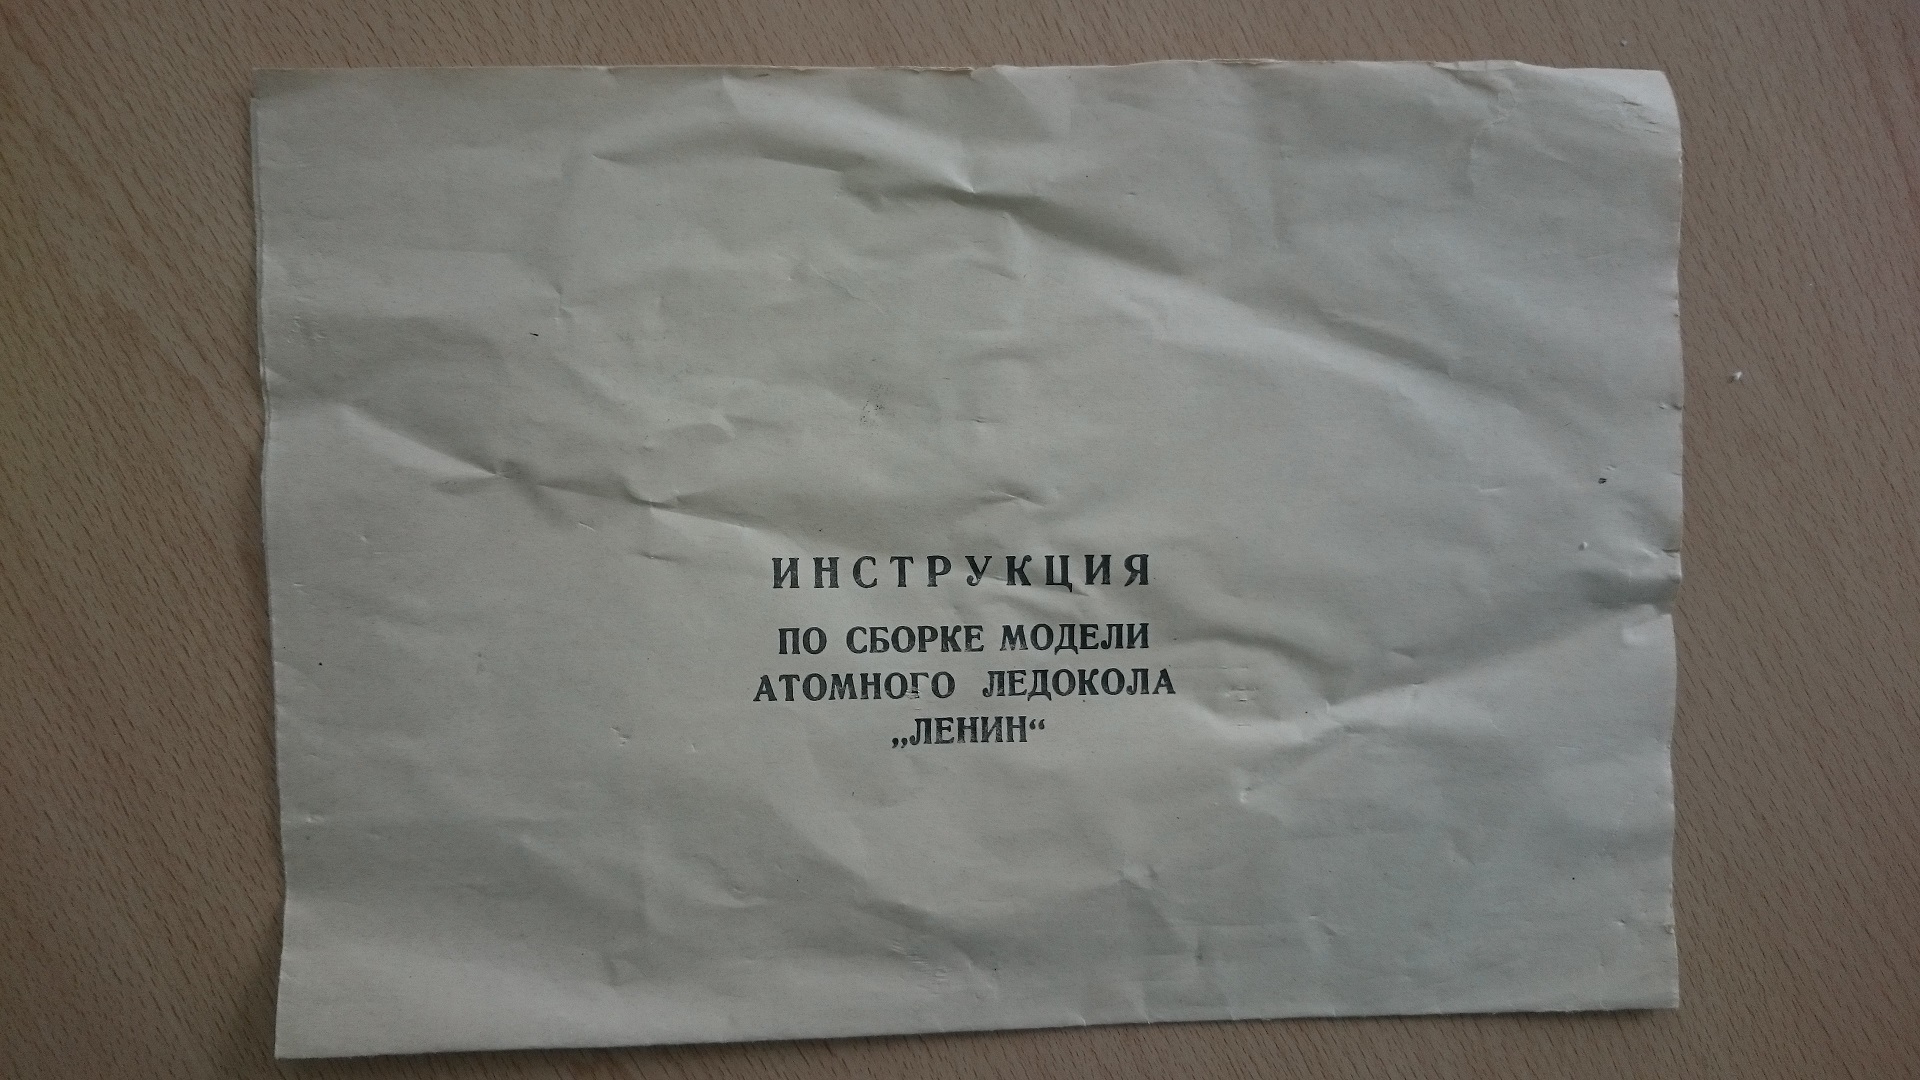 ИНСТРУКЦИЯ
ПО СБОРКЕ МОДЕЛИ
АТОМНОГО ЛЕДОКОЛА
„ЛЕНИН“